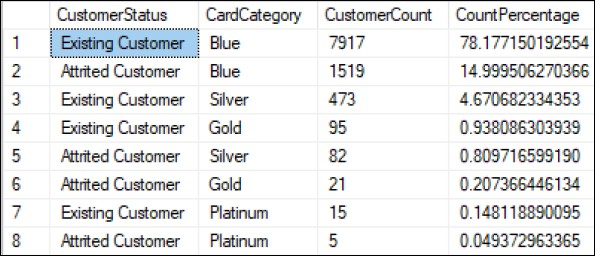 CustomerStatus CardCategory CustomerCount CountPercentage
1 Existing Customer Blue 7917 78.177150192554
2 Attrited Customer Blue 1519 14.999506270366
3 Existing Customer Silver 473 4.670682334353
4 Existing Customer Gold 95 0.938086303939
5 Attrited Customer Silver 82 0.809716599190
6 Attrited Customer Gold 21 0.207366446134
7 Existing Customer Platinum 15 0.148118890095
8 Attrited Customer Platinum 5 0.049372963365